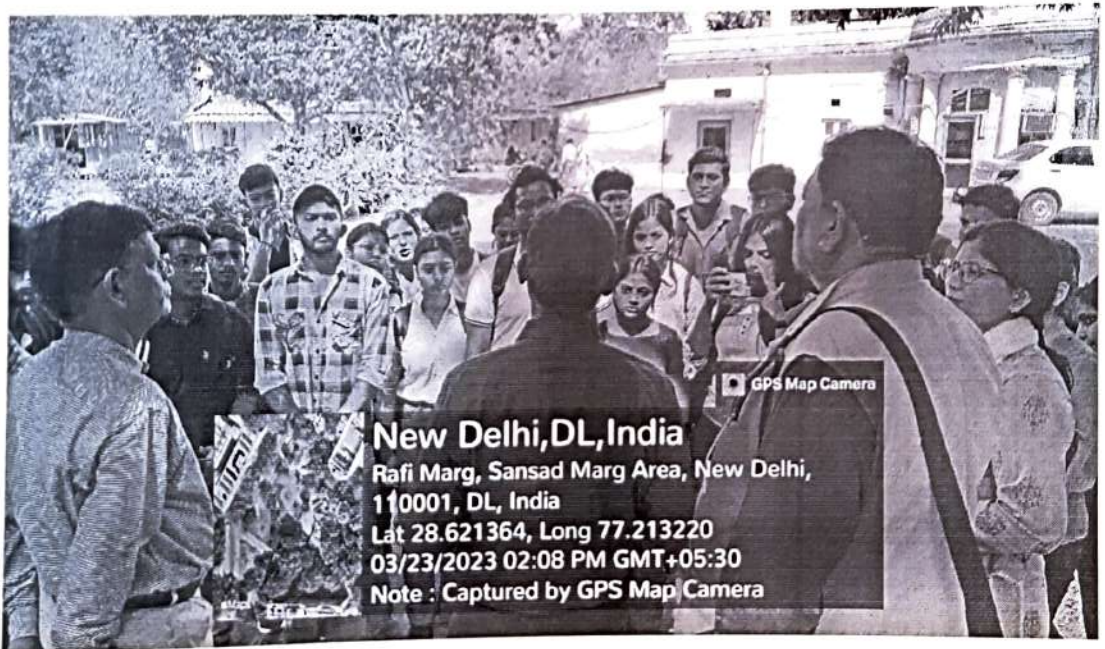 GPS Map Camera
New Delhi,DL,India
Rafi Marg, Sansad Marg Area, New Delhi,
110001, DL, India
Lat 28.621364, Long 77.213220
03/23/2023 02:08 PM GMT+05:30
Note : Captured by GPS Map Camera